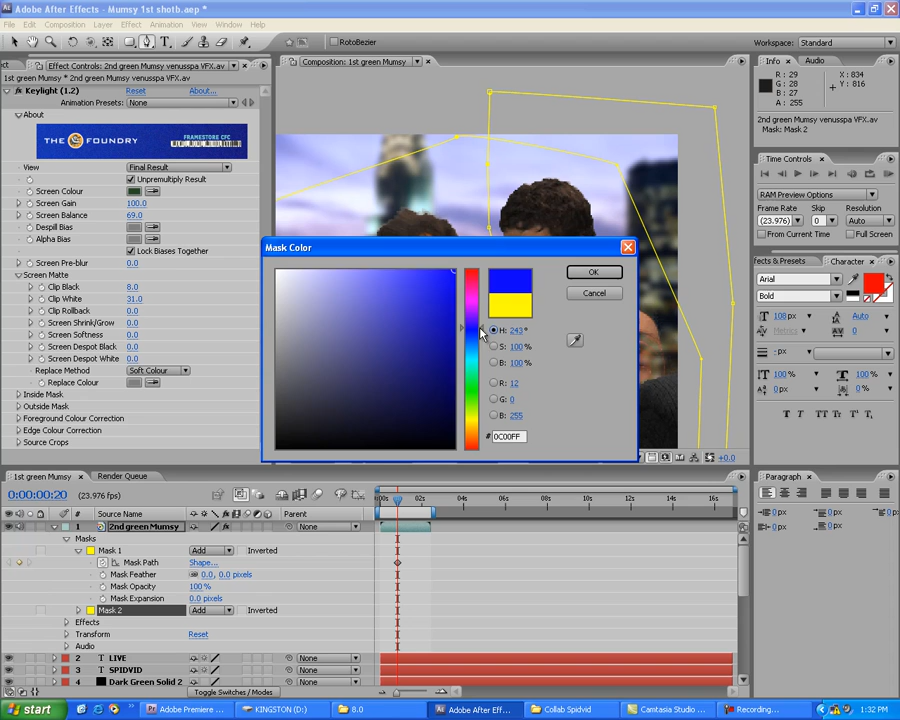 Adobe After Effects - Mumsy 1st shotb.aep *
File Edit Composition Layer Effect Animation View Window Help
RotoBezier
Workspace: Standard
Effect Controls: 2nd green Mumsy venusspa VFX.av
Composition: 1st green Mumsy
Info Audio
1st green Mumsy * 2nd green Mumsy venusspa VFX.av
Keylight (1.2) Reset About...
Animation Presets: None
About
THE FOUNDRY FRAMESTORE CFC
View Final Result
Unpremultiply Result
Screen Colour
Screen Gain 100.0
Screen Balance 69.0
Despill Bias
Alpha Bias
Lock Biases Together
Screen Pre-blur 0.0
Screen Matte
Clip Black 8.0
Clip White 31.0
Clip Rollback 0.0
Screen Shrink/Grow 0.0
Screen Softness 0.0
Screen Despot Black 0.0
Screen Despot White 0.0
Replace Method Soft Colour
Replace Colour
Inside Mask
Outside Mask
Foreground Colour Correction
Edge Colour Correction
Source Crops
R: 29
G: 28
B: 27
A: 255
X: 834
Y: 816
2nd green Mumsy venusspa VFX.av
Mask: Mask 2
Time Controls
RAM Preview Options
Frame Rate Skip Resolution
(23.976) 0 Auto
From Current Time Full Screen
ffects & Presets Character
Arial
Bold
108 px Auto
Metrics 0
- px
100 % 100 %
0 px 0 %
T T TT Tr T¹ T₁
Paragraph
0 px 0 px 0 px
0 px 0 px
Mask Color
OK
Cancel
H: 243 °
S: 100 %
B: 100 %
R: 12
G: 0
B: 255
# 0C00FF
+0.0
1st green Mumsy Render Queue
0:00:00:20 (23.976 fps)
:00s 02s 04s 06s 08s 10s 12s 14s 16s
# Source Name Parent
1 2nd green Mumsy None
Masks
Mask 1 Add Inverted
Mask Path Shape...
Mask Feather 0.0, 0.0 pixels
Mask Opacity 100 %
Mask Expansion 0.0 pixels
Mask 2 Add Inverted
Effects
Transform Reset
Audio
2 T LIVE None
3 T SPIDVID None
4 Dark Green Solid 2 None
Toggle Switches / Modes
start Adobe Premiere ... KINGSTON (D:) 8.0 Adobe After Eff... Collab Spidvid Camtasia Studio ... Recording... 1:32 PM